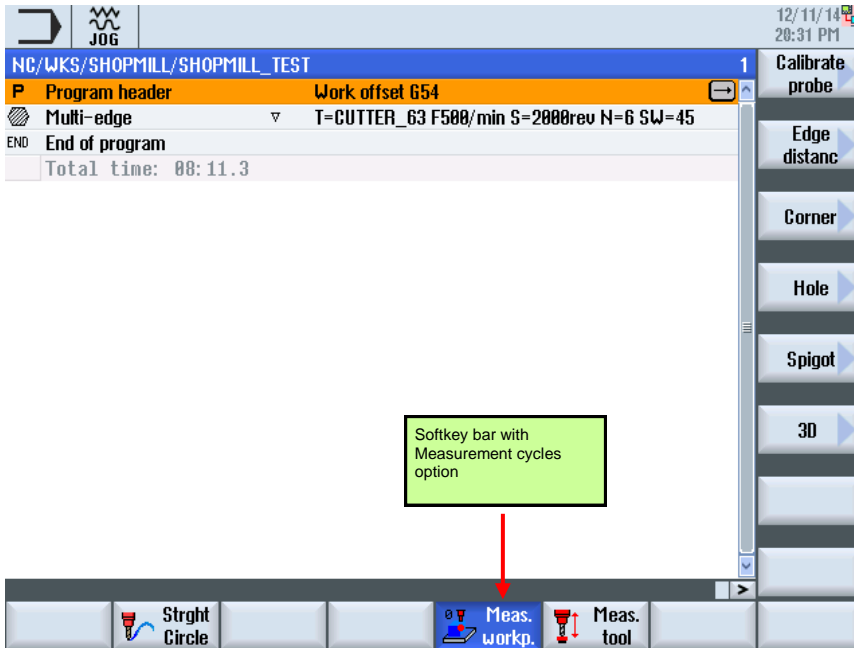 JOG
12/11/14
20:31 PM
NC/WKS/SHOPMILL/SHOPMILL_TEST 1
P Program header Work offset G54
Multi-edge ▽ T=CUTTER_63 F500/min S=2000rev N=6 SW=45
END End of program
Total time: 08:11.3
Calibrate
probe
Edge
distanc
Corner
Hole
Spigot
3D
Softkey bar with
Measurement cycles
option
>
Strght
Circle
Meas.
workp.
Meas.
tool